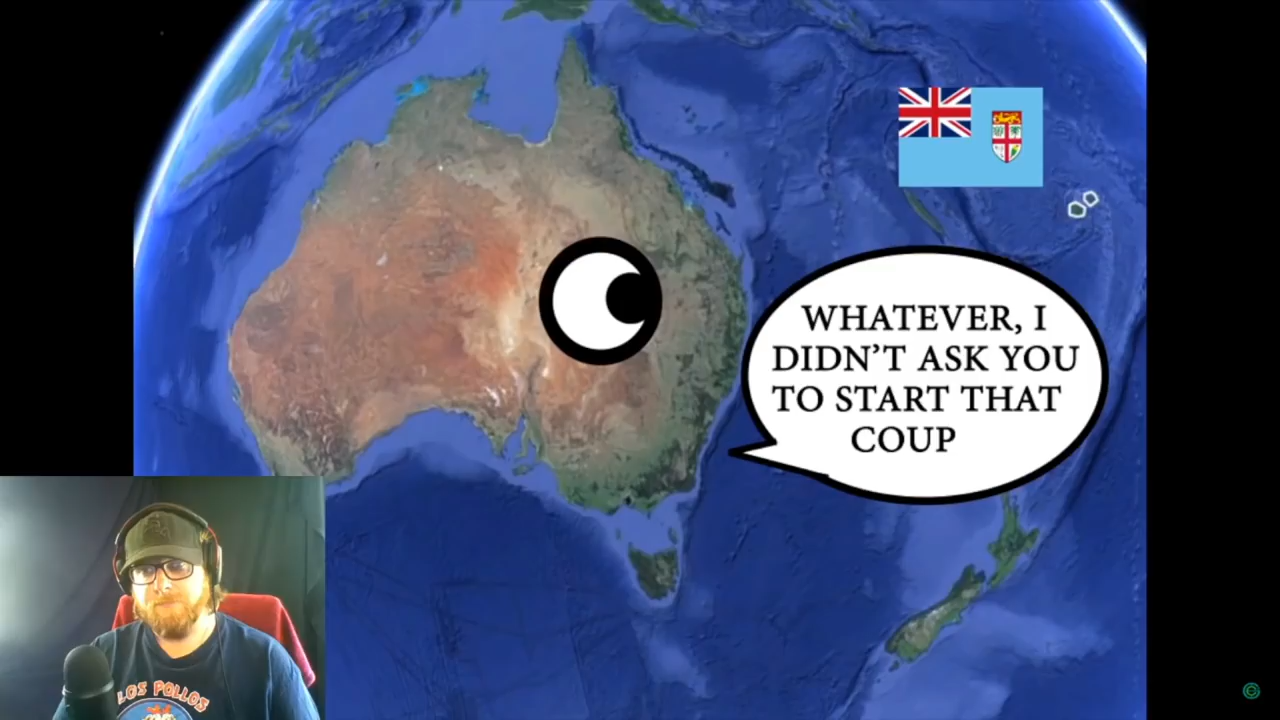 WHATEVER, I
DIDN'T ASK YOU
TO START THAT
COUP
LOS POLLOS